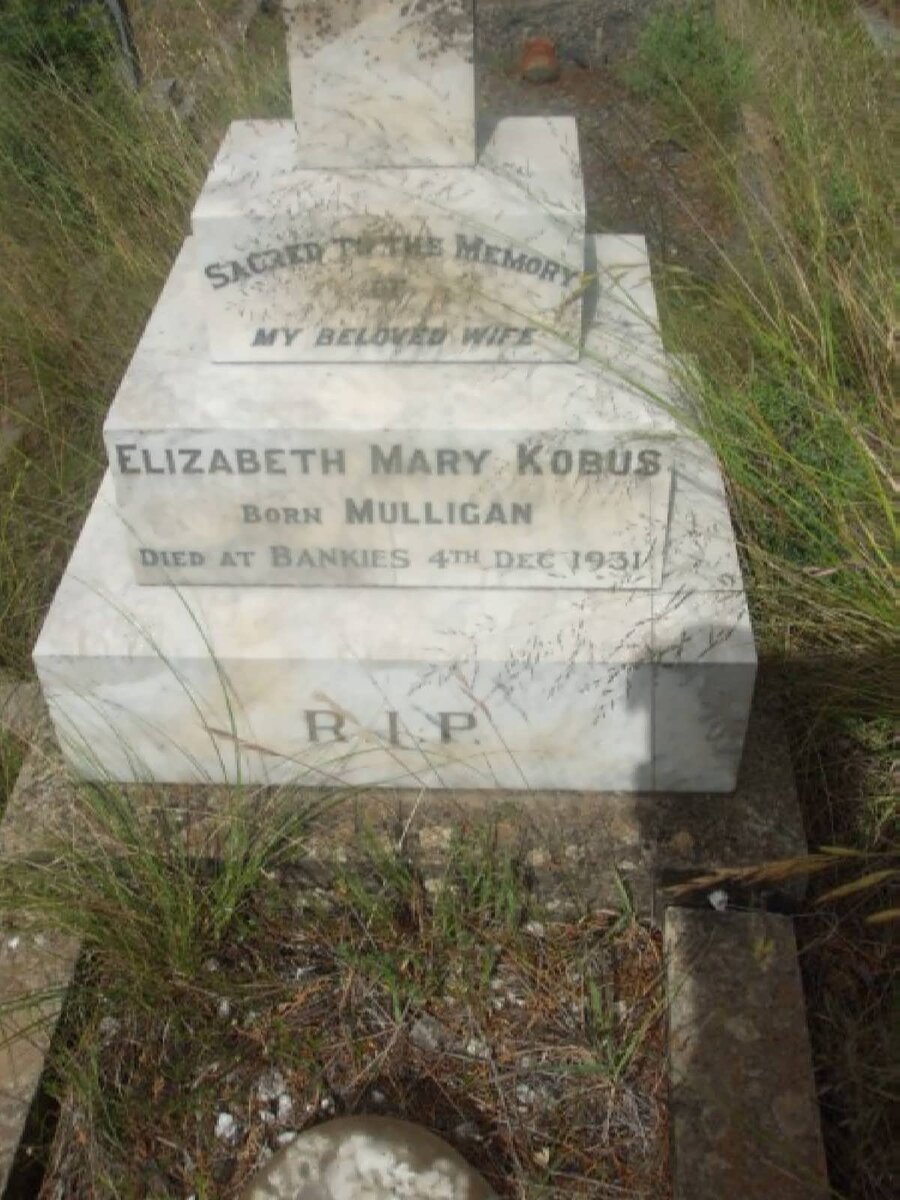 SACRED TO THE MEMORY
OF
MY BELOVED WIFE
ELIZABETH MARY KOBUS
BORN MULLIGAN
DIED AT BANKIES 4TH DEC 1931
R.I.P.